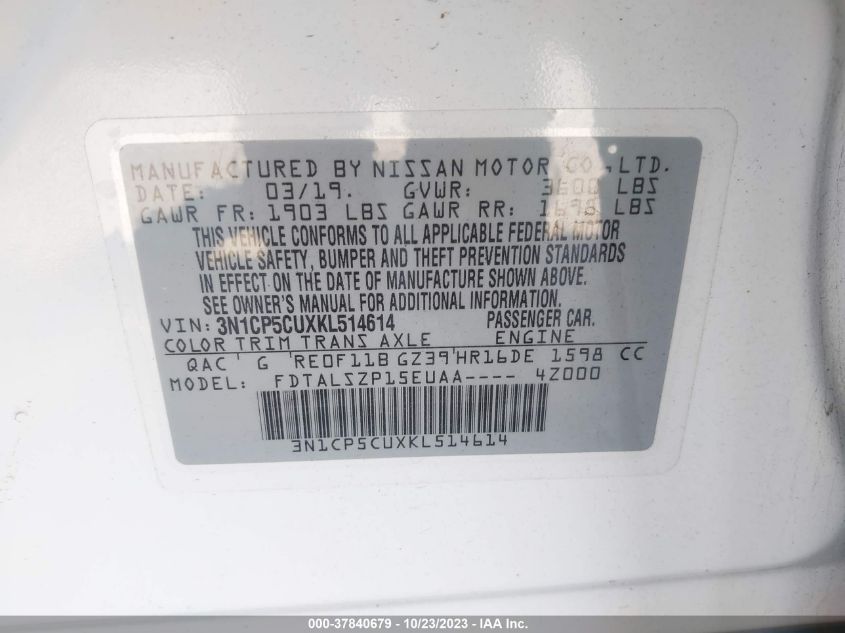 MANUFACTURED BY NISSAN MOTOR CO.,LTD.
DATE: 03/19. GVWR: 3600 LBS
GAWR FR: 1903 LBS GAWR RR: 1698 LBS
THIS VEHICLE CONFORMS TO ALL APPLICABLE FEDERAL MOTOR
VEHICLE SAFETY, BUMPER AND THEFT PREVENTION STANDARDS
IN EFFECT ON THE DATE OF MANUFACTURE SHOWN ABOVE.
SEE OWNER'S MANUAL FOR ADDITIONAL INFORMATION.
VIN: 3N1CP5CUXKL514614 PASSENGER CAR.
COLOR TRIM TRANS AXLE ENGINE
QAC G RE0F11B GZ39 HR16DE 1598 CC
MODEL: FDTALSZP15EUAA---- 4Z000
3N1CP5CUXKL514614
000-37840679 - 10/23/2023 - IAA Inc.